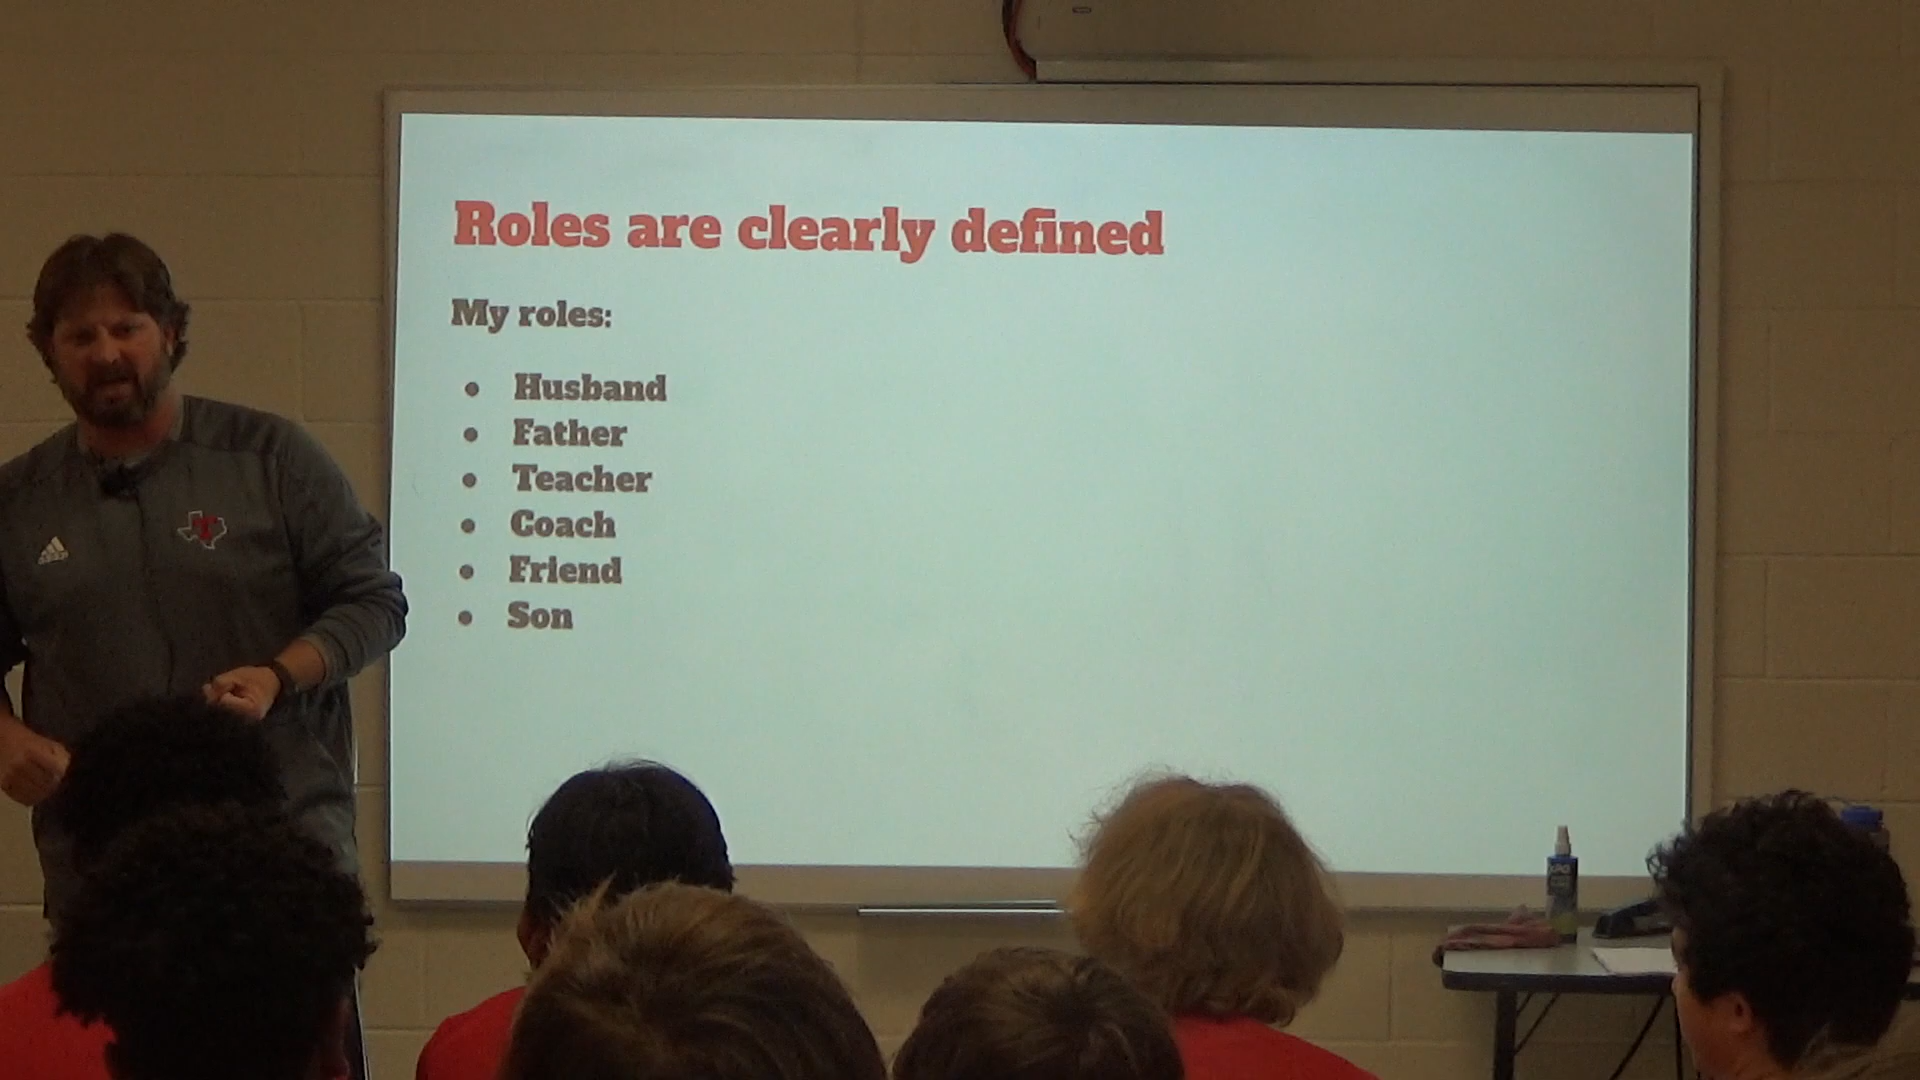 Roles are clearly defined
My roles:
• Husband
• Father
• Teacher
• Coach
• Friend
• Son